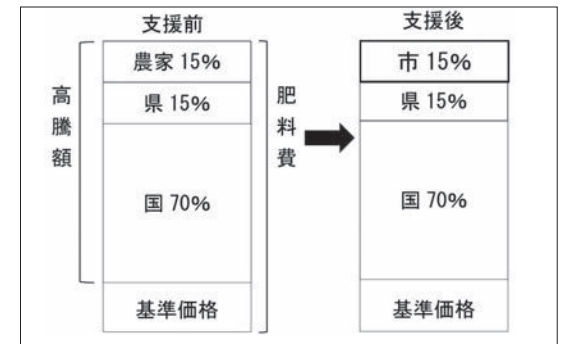 支援前
農家 15%
県 15%
国 70%
基準価格
高騰額
肥料費
支援後
市 15%
県 15%
国 70%
基準価格